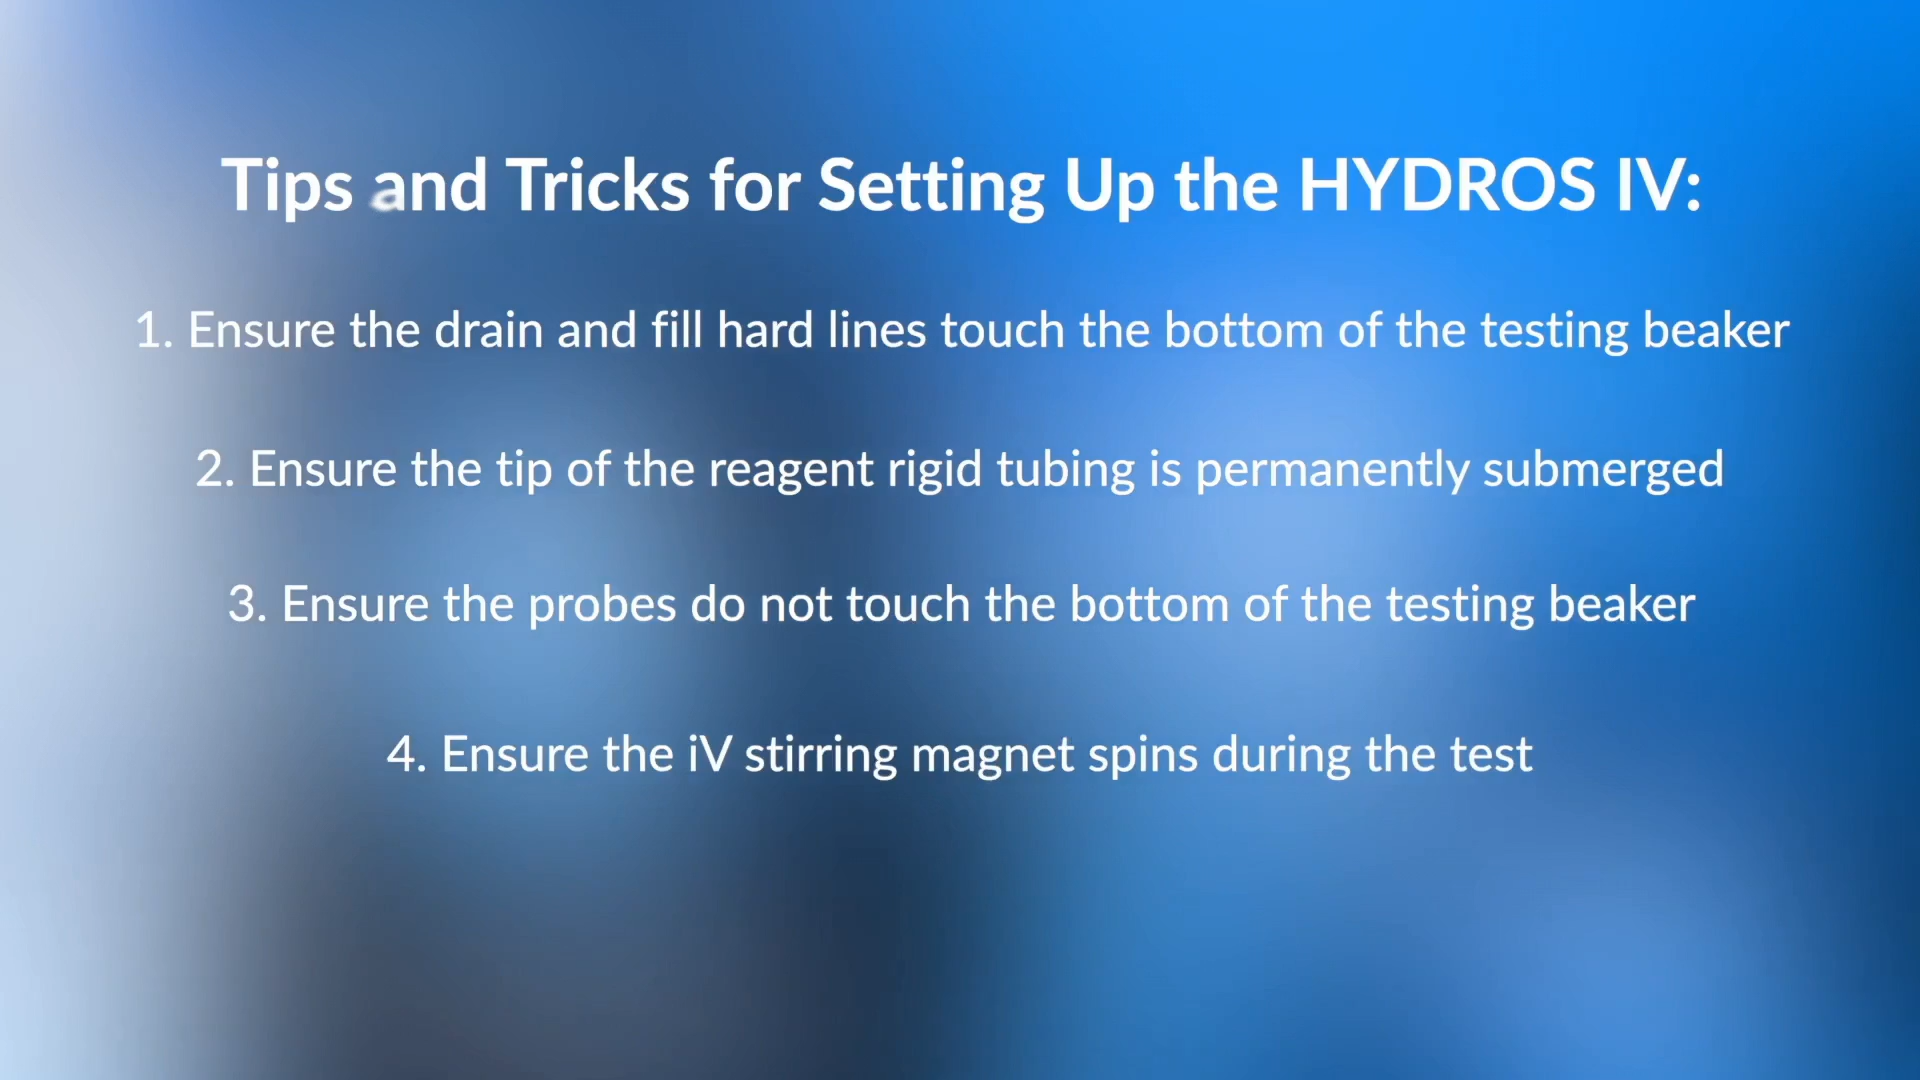 Tips and Tricks for Setting Up the HYDROS IV:
1. Ensure the drain and fill hard lines touch the bottom of the testing beaker
2. Ensure the tip of the reagent rigid tubing is permanently submerged
3. Ensure the probes do not touch the bottom of the testing beaker
4. Ensure the iV stirring magnet spins during the test